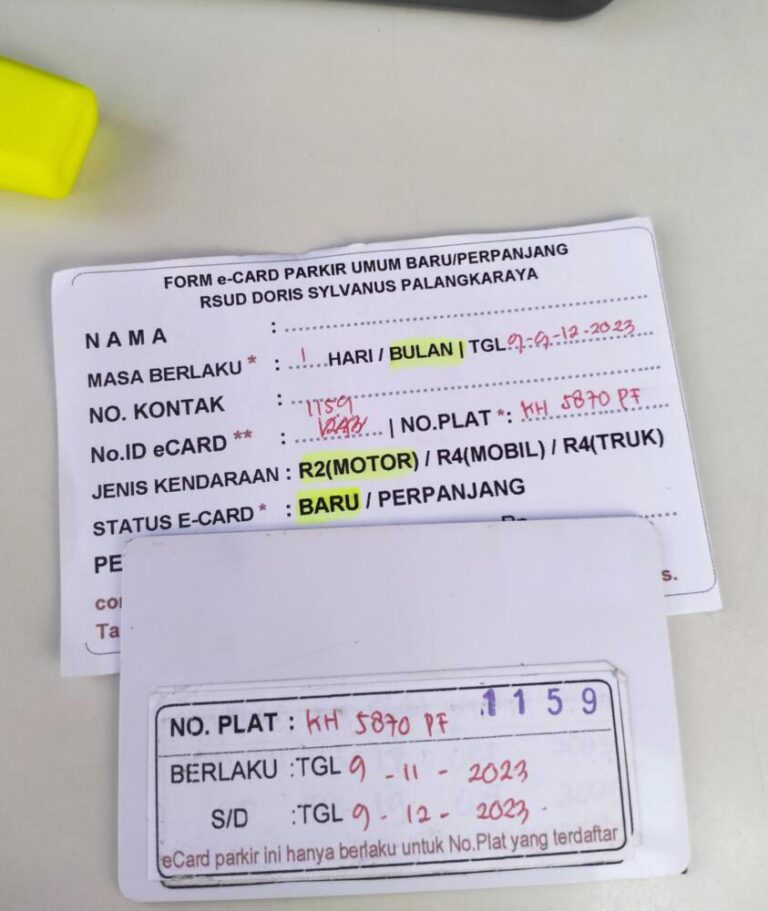 FORM e-CARD PARKIR UMUM BARU/PERPANJANG
RSUD DORIS SYLVANUS PALANGKARAYA
NAMA :
MASA BERLAKU * : 1 HARI / BULAN | TGL 9-9-12-2023
NO. KONTAK :
No.ID eCARD ** : 1159 | NO.PLAT *: KH 5870 PF
JENIS KENDARAAN : R2(MOTOR) / R4(MOBIL) / R4(TRUK)
STATUS E-CARD * : BARU / PERPANJANG
PE
Ta
s.
1159
NO. PLAT : KH 5870 PF
BERLAKU :TGL 9 - 11 - 2023
S/D :TGL 9 - 12 - 2023.
eCard parkir ini hanya berlaku untuk No.Plat yang terdaftar